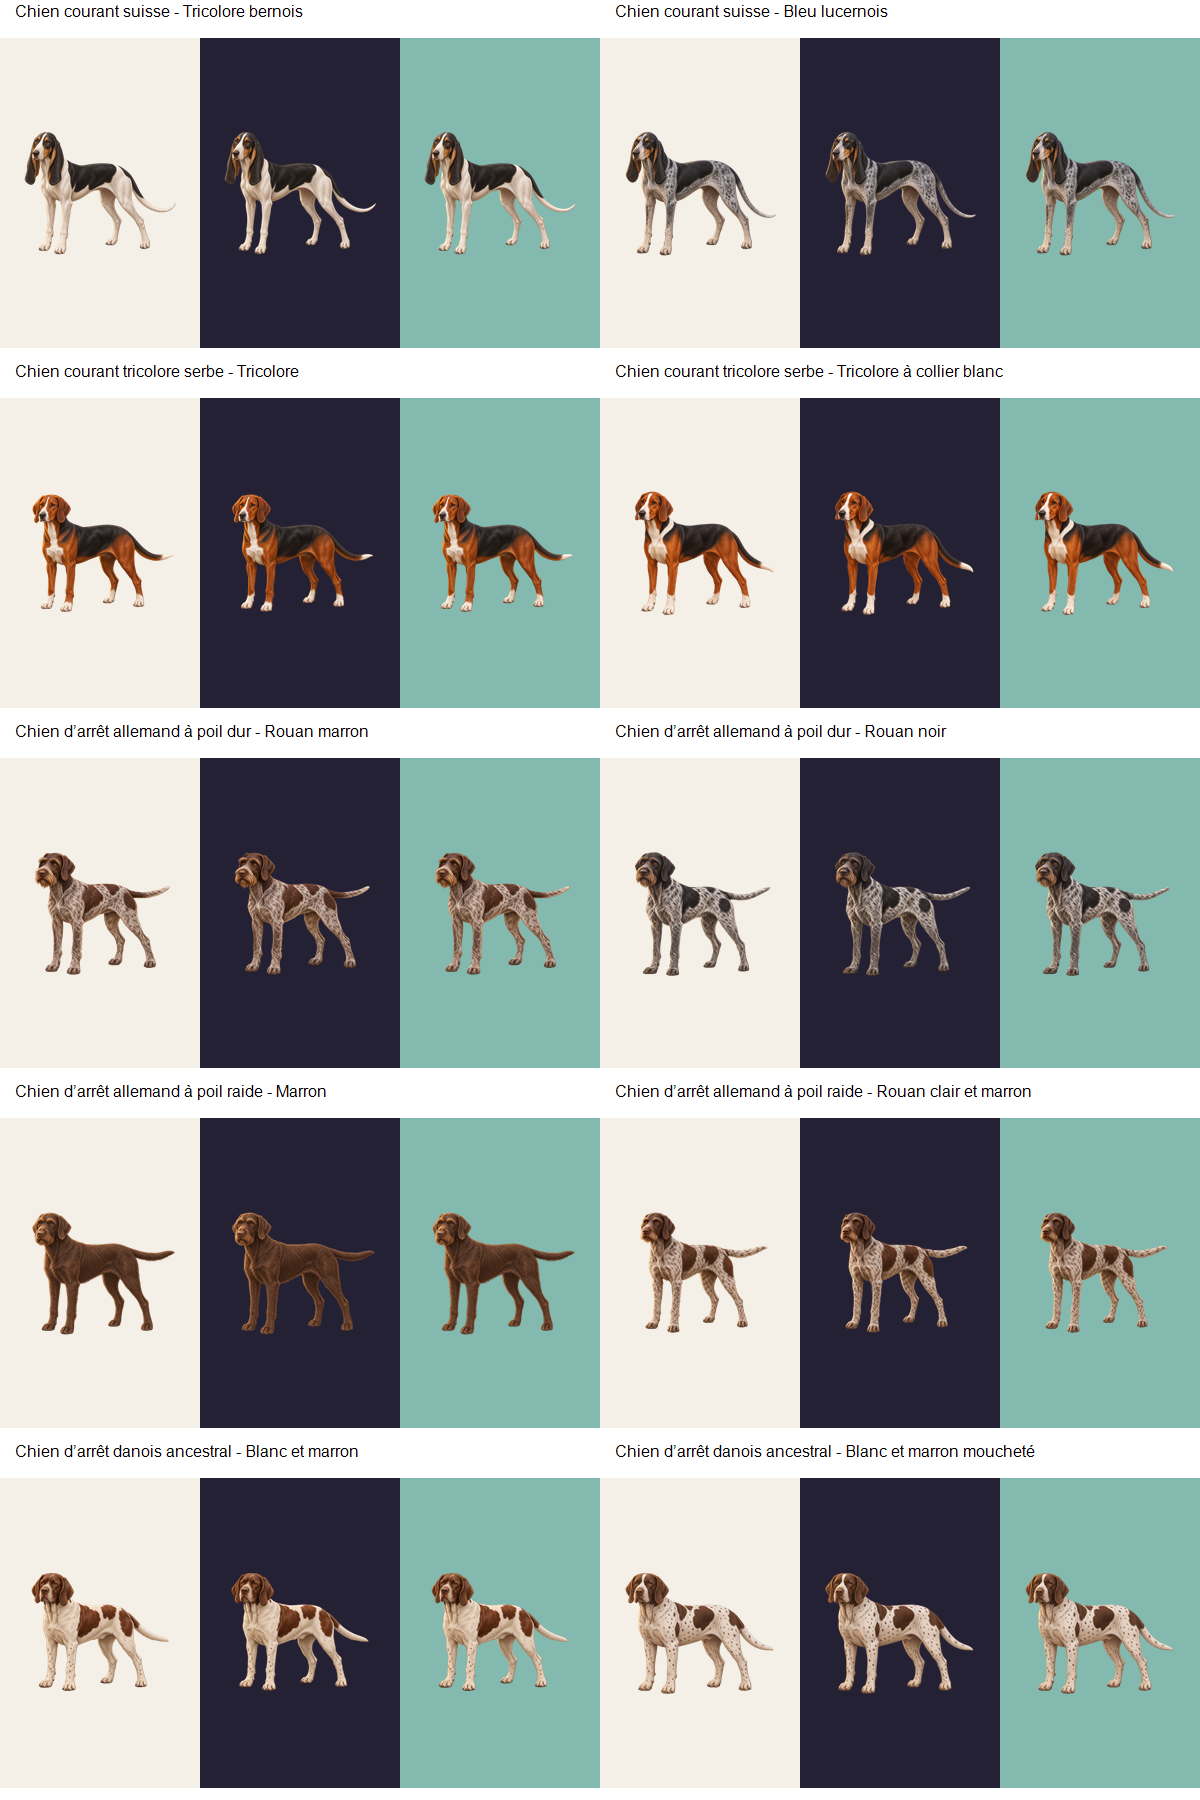 Chien courant suisse - Tricolore bernois
Chien courant suisse - Bleu lucernois
Chien courant tricolore serbe - Tricolore
Chien courant tricolore serbe - Tricolore à collier blanc
Chien d’arrêt allemand à poil dur - Rouan marron
Chien d’arrêt allemand à poil dur - Rouan noir
Chien d’arrêt allemand à poil raide - Marron
Chien d’arrêt allemand à poil raide - Rouan clair et marron
Chien d’arrêt danois ancestral - Blanc et marron
Chien d’arrêt danois ancestral - Blanc et marron moucheté